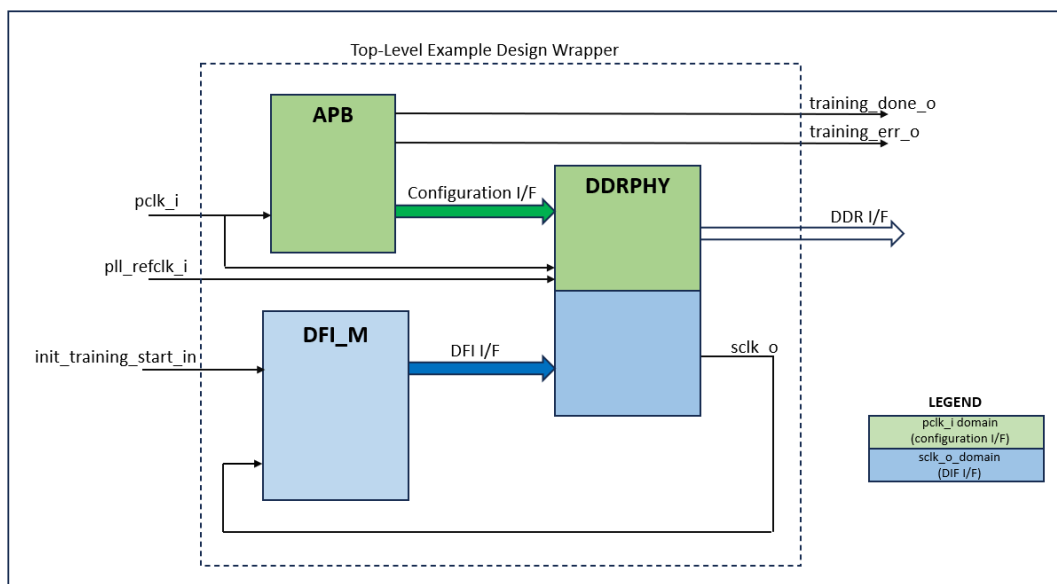 Top-Level Example Design Wrapper
APB
training_done_o
training_err_o
pclk_i
Configuration I/F
DDRPHY
DDR I/F
pll_refclk_i
DFI_M
init_training_start_in
DFI I/F
sclk_o
LEGEND
pclk_i domain
(configuration I/F)
sclk_o_domain
(DIF I/F)